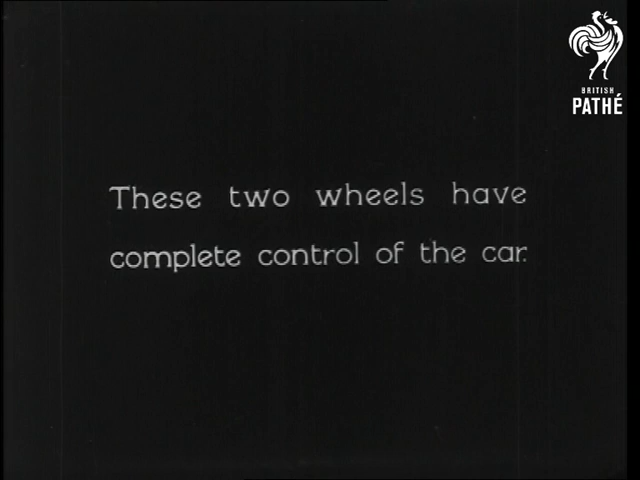 BRITISH
PATHÉ
These two wheels have
complete control of the car.